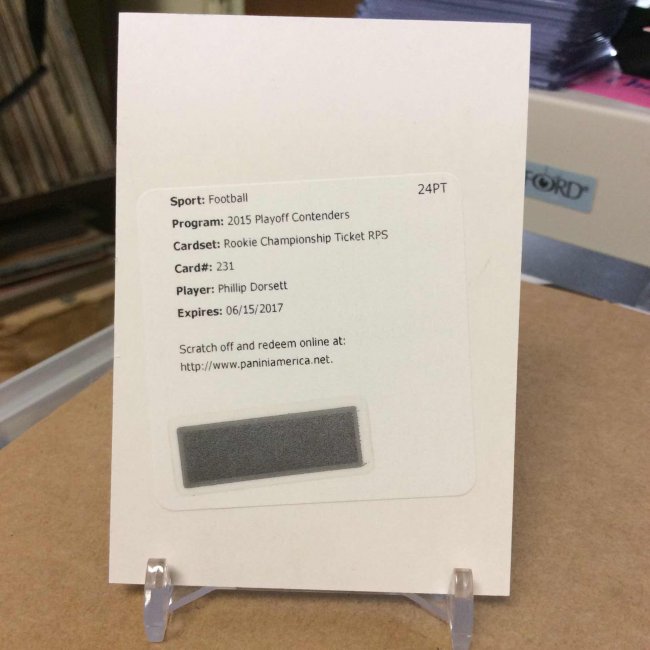 24PT
Sport: Football
Program: 2015 Playoff Contenders
Cardset: Rookie Championship Ticket RPS
Card#: 231
Player: Phillip Dorsett
Expires: 06/15/2017
Scratch off and redeem online at:
http://www.paniniamerica.net.